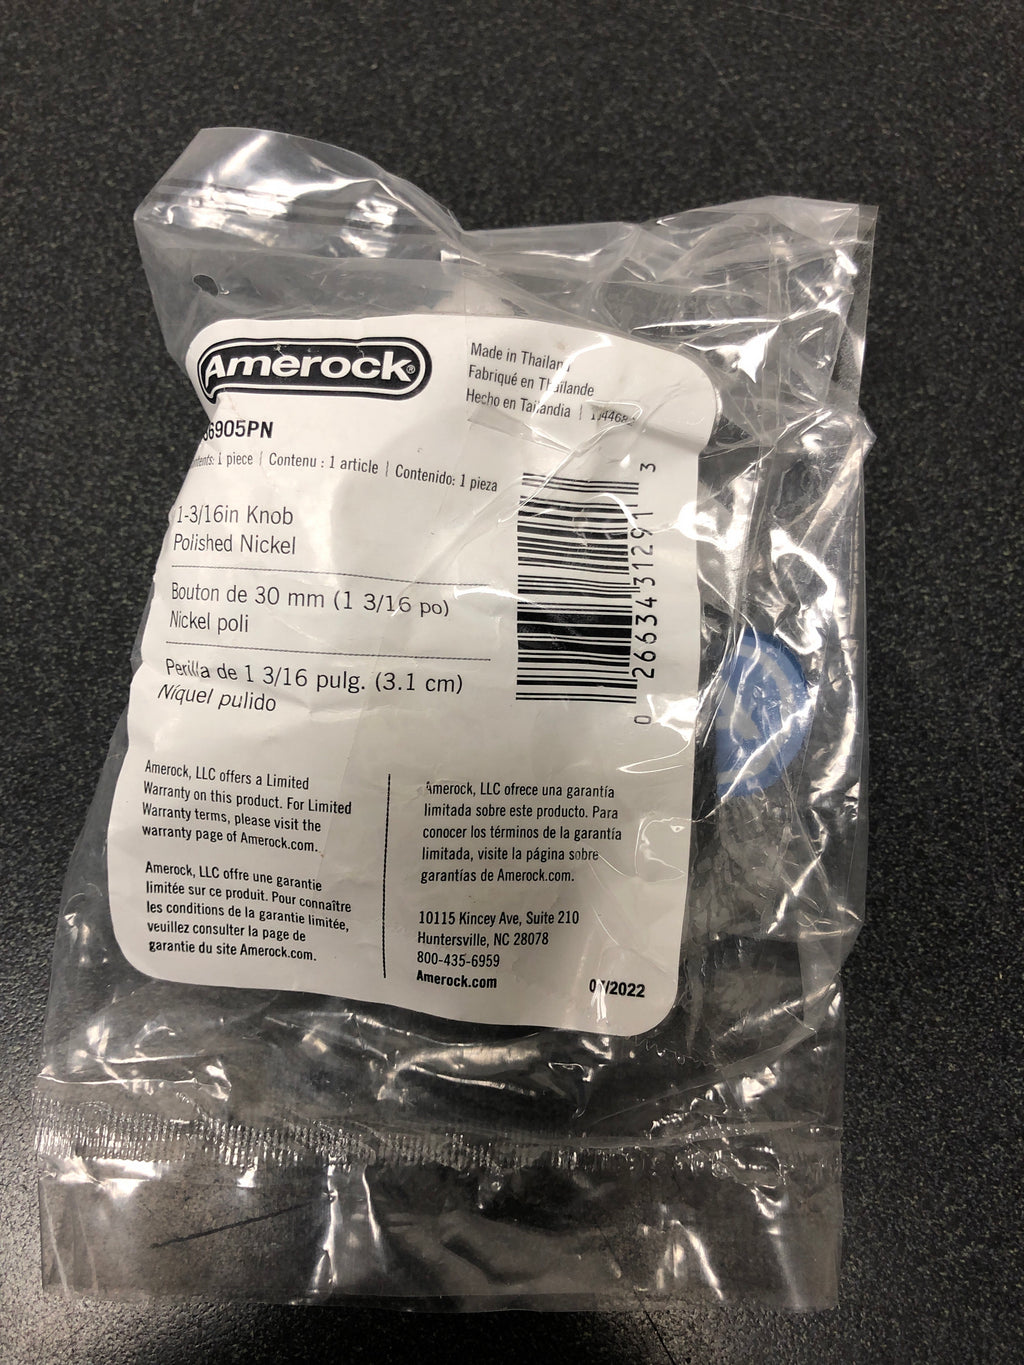 Amerock®
Made in Thailand
Fabriqué en Thaïlande
Hecho en Tailandia |
6905PN
1 piece | Contenu : 1 article | Contenido: 1 pieza
1-3/16in Knob
Polished Nickel
Bouton de 30 mm (1 3/16 po)
Nickel poli
Perilla de 1 3/16 pulg. (3.1 cm)
Níquel pulido
0 26634 31291 3
Amerock, LLC offers a Limited
Warranty on this product. For Limited
Warranty terms, please visit the
warranty page of Amerock.com.
Amerock, LLC offre une garantie
limitée sur ce produit. Pour connaître
les conditions de la garantie limitée,
veuillez consulter la page de
garantie du site Amerock.com.
Amerock, LLC ofrece una garantía
limitada sobre este producto. Para
conocer los términos de la garantía
limitada, visite la página sobre
garantías de Amerock.com.
10115 Kincey Ave, Suite 210
Huntersville, NC 28078
800-435-6959
Amerock.com
/2022